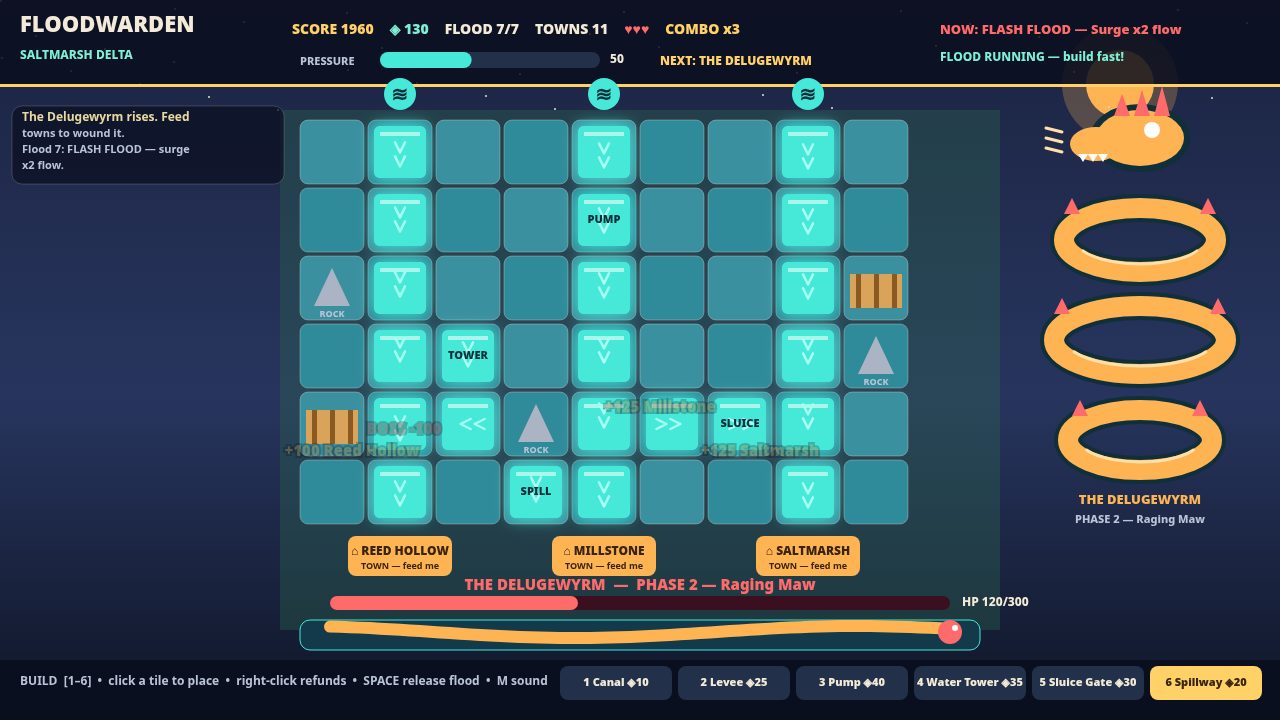 FLOODWARDEN
SALTMARSH DELTA
SCORE 1960 ◈ 130 FLOOD 7/7 TOWNS 11 ♥♥♥ COMBO x3
PRESSURE 50 NEXT: THE DELUGEWYRM
NOW: FLASH FLOOD — Surge x2 flow
FLOOD RUNNING — build fast!
The Delugewyrm rises. Feed
towns to wound it.
Flood 7: FLASH FLOOD — surge
x2 flow.
PUMP
ROCK
TOWER
ROCK
+125 Millstone
<<
>>
SLUICE
BOSS -100
ROCK
+100 Reed Hollow
+125 Saltmarsh
SPILL
⌂ REED HOLLOW
TOWN — feed me
⌂ MILLSTONE
TOWN — feed me
⌂ SALTMARSH
TOWN — feed me
THE DELUGEWYRM — PHASE 2 — Raging Maw
HP 120/300
THE DELUGEWYRM
PHASE 2 — Raging Maw
BUILD [1–6] • click a tile to place • right-click refunds • SPACE release flood • M sound
1 Canal ◈10
2 Levee ◈25
3 Pump ◈40
4 Water Tower ◈35
5 Sluice Gate ◈30
6 Spillway ◈20